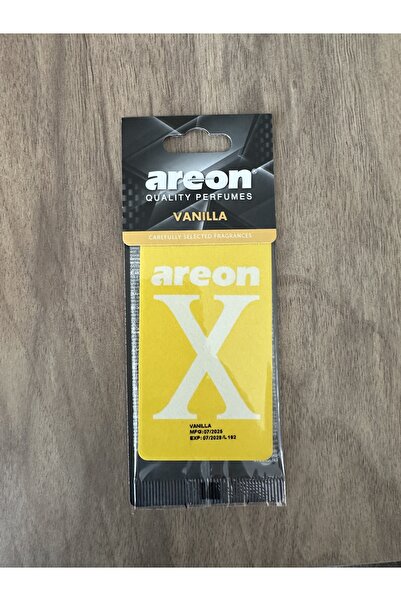 areon
QUALITY PERFUMES
VANILLA
CAREFULLY SELECTED FRAGRANCES
areon
X
VANILLA
MFG:07/2025
EXP: 07/2028/L 192